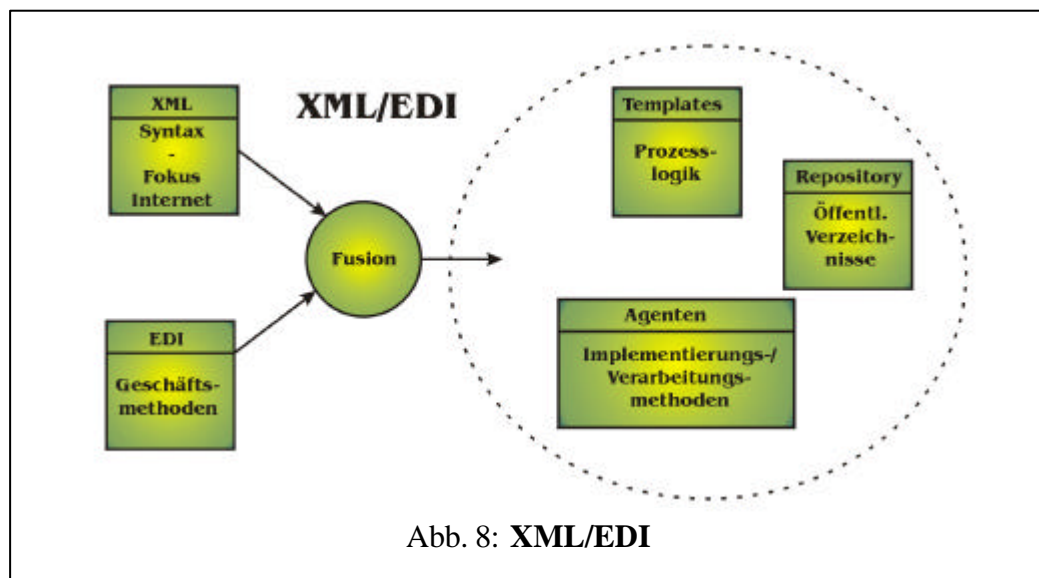 XML/EDI
XML
Syntax
-
Fokus
Internet
EDI
Geschäfts-
methoden
Fusion
Templates
Prozess-
logik
Repository
Öffentl.
Verzeich-
nisse
Agenten
Implementierungs-/
Verarbeitungs-
methoden
Abb. 8: XML/EDI